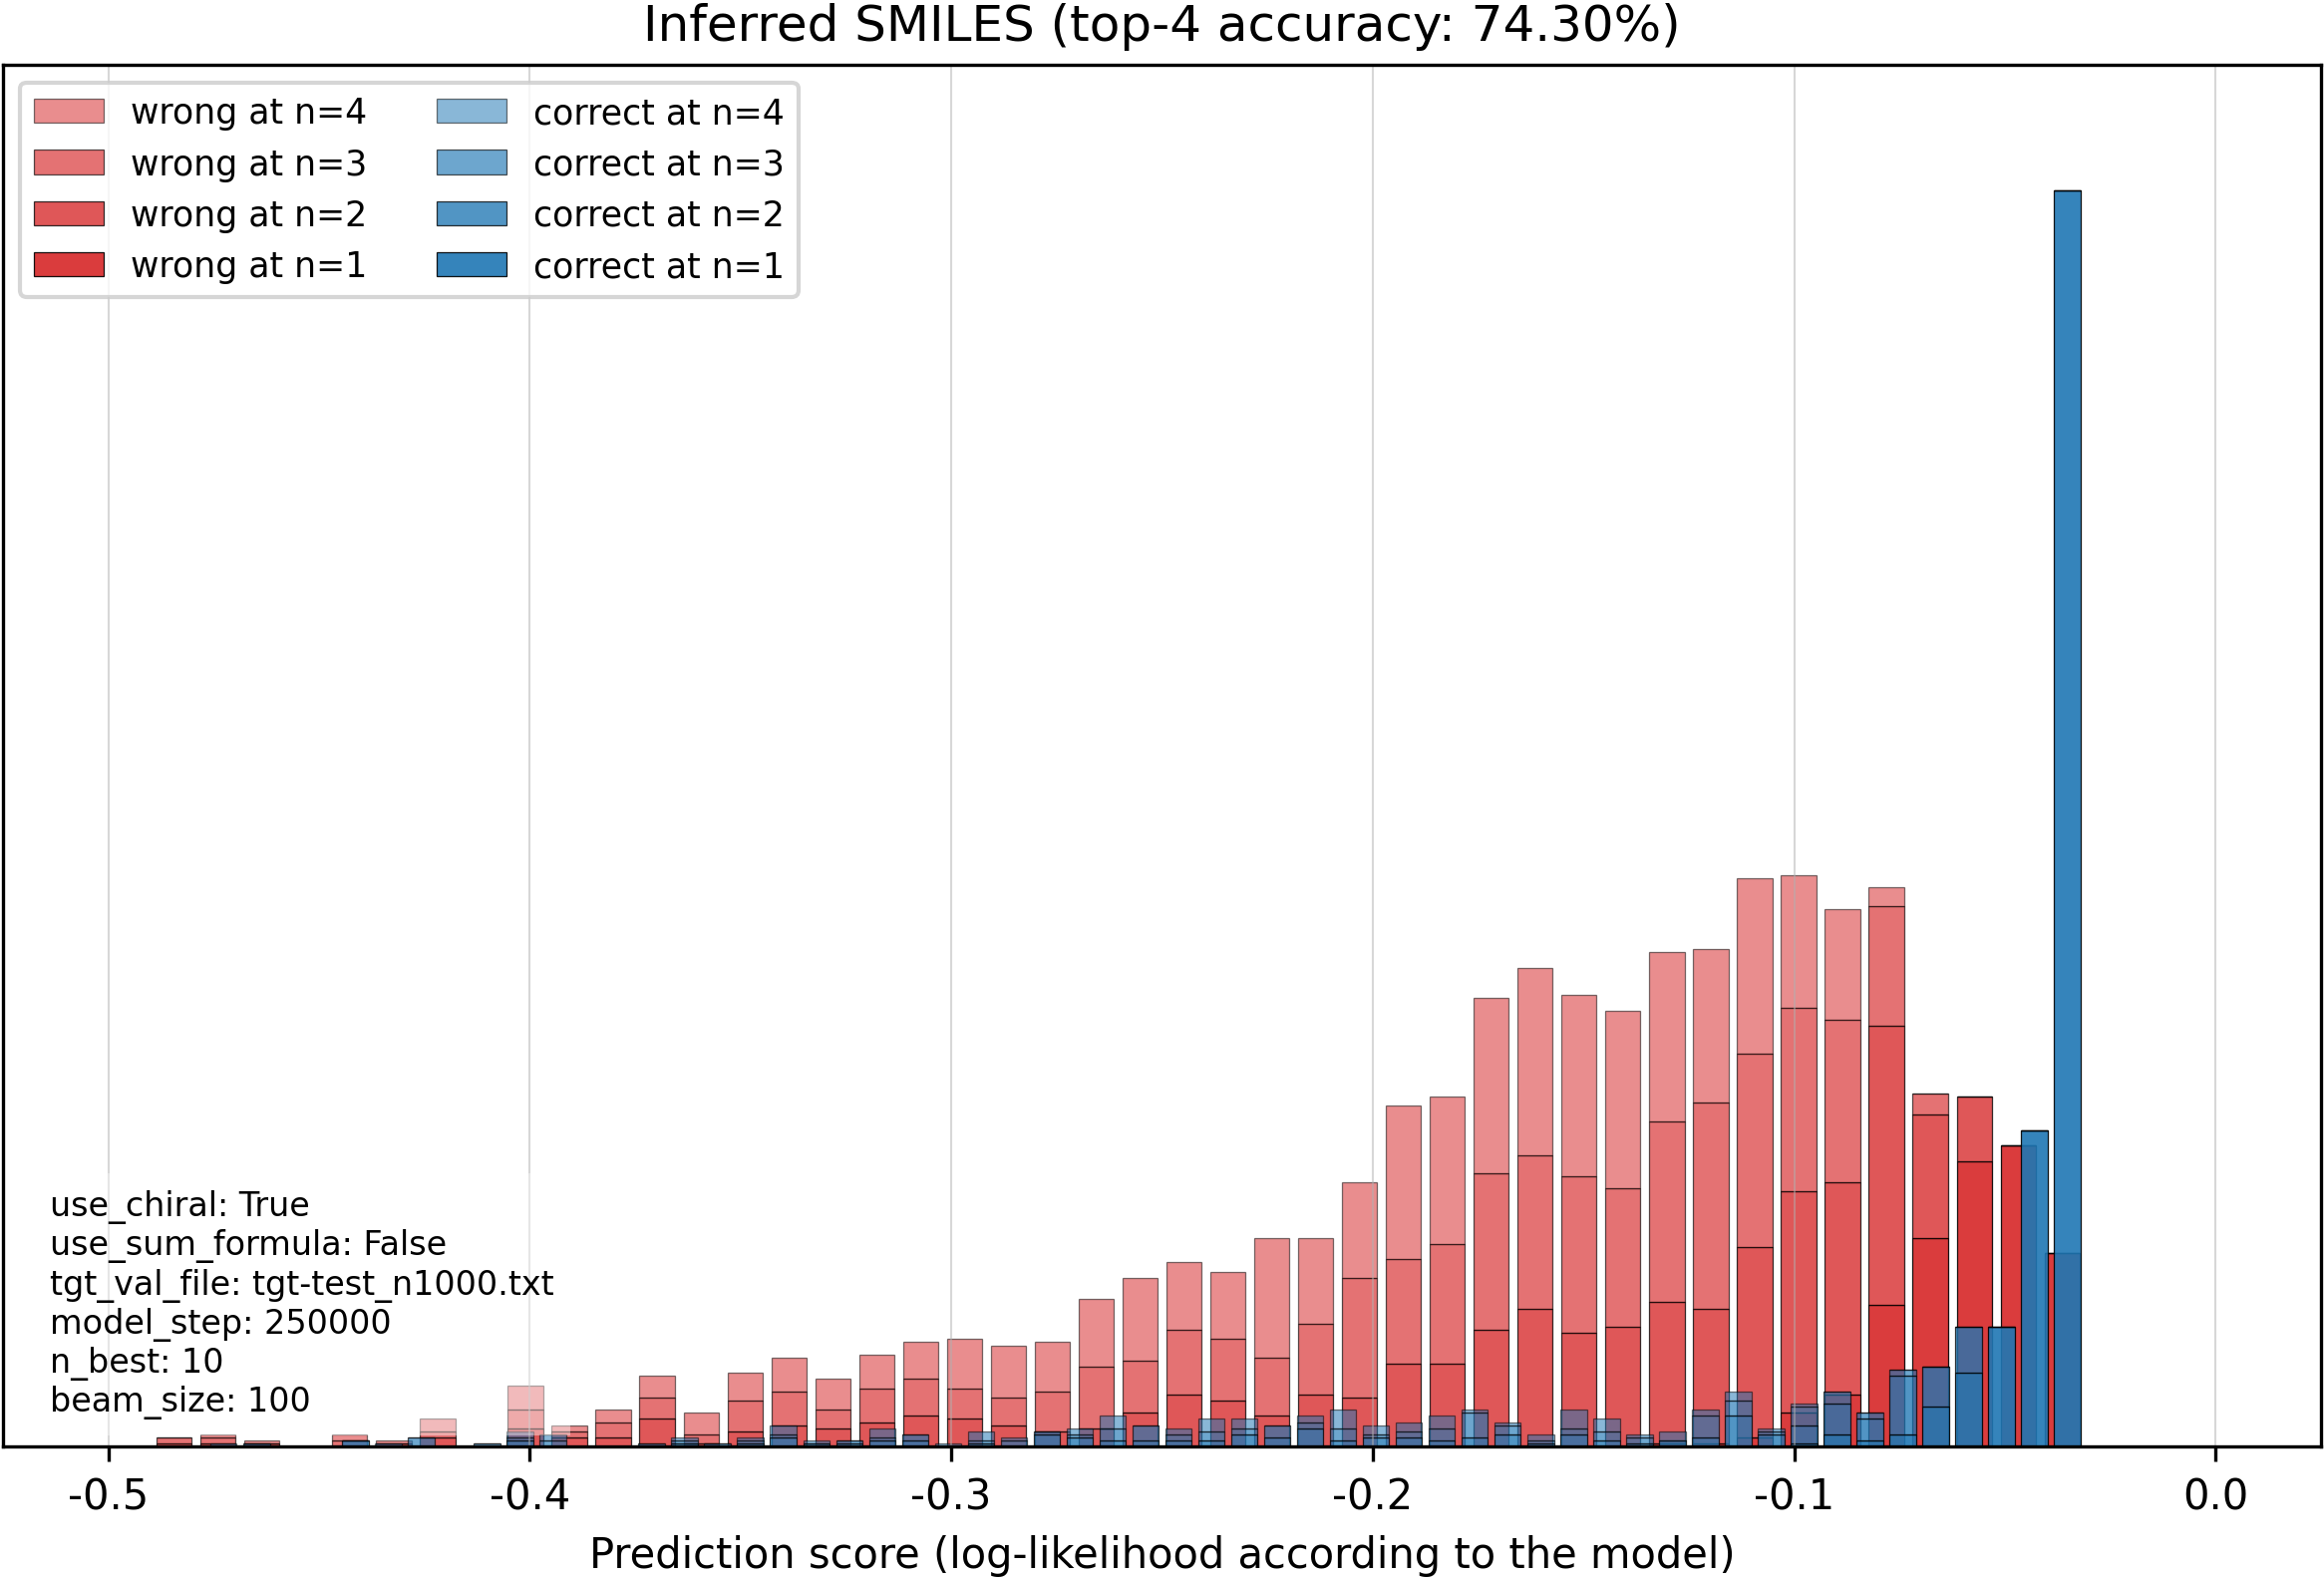 Inferred SMILES (top-4 accuracy: 74.30%)
wrong at n=4
wrong at n=3
wrong at n=2
wrong at n=1
correct at n=4
correct at n=3
correct at n=2
correct at n=1
use_chiral: True
use_sum_formula: False
tgt_val_file: tgt-test_n1000.txt
model_step: 250000
n_best: 10
beam_size: 100
-0.5 -0.4 -0.3 -0.2 -0.1 0.0
Prediction score (log-likelihood according to the model)